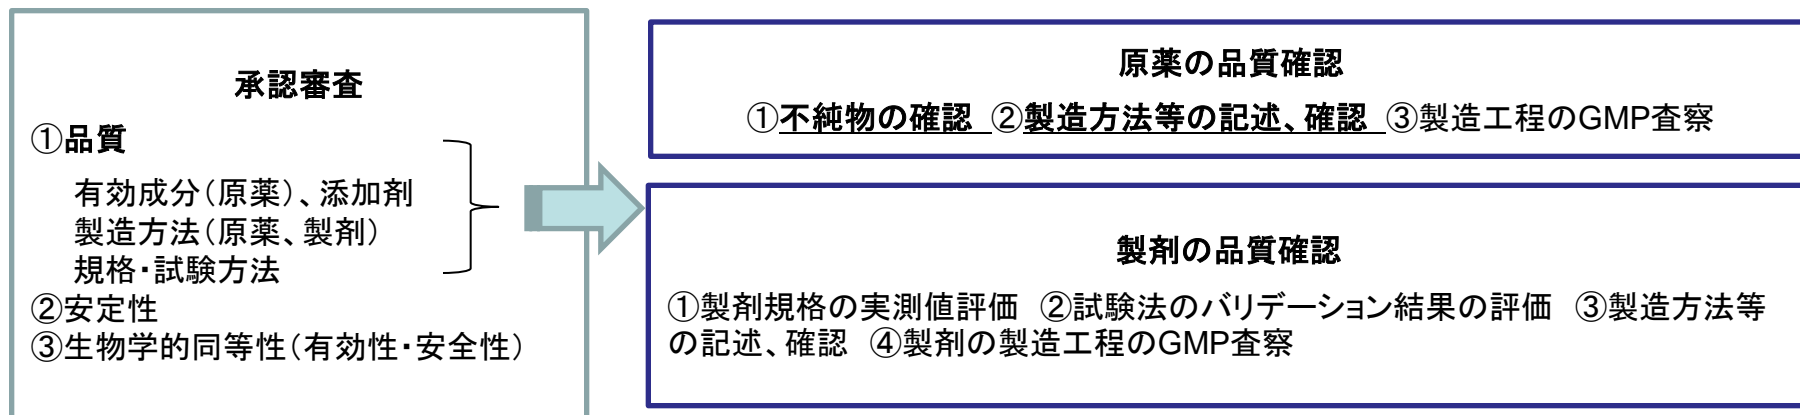 承認審査
①品質
有効成分(原薬)、添加剤
製造方法(原薬、製剤)
規格・試験方法
②安定性
③生物学的同等性(有効性・安全性)
原薬の品質確認
①不純物の確認 ②製造方法等の記述、確認 ③製造工程のGMP査察
製剤の品質確認
①製剤規格の実測値評価 ②試験法のバリデーション結果の評価 ③製造方法等
の記述、確認 ④製剤の製造工程のGMP査察